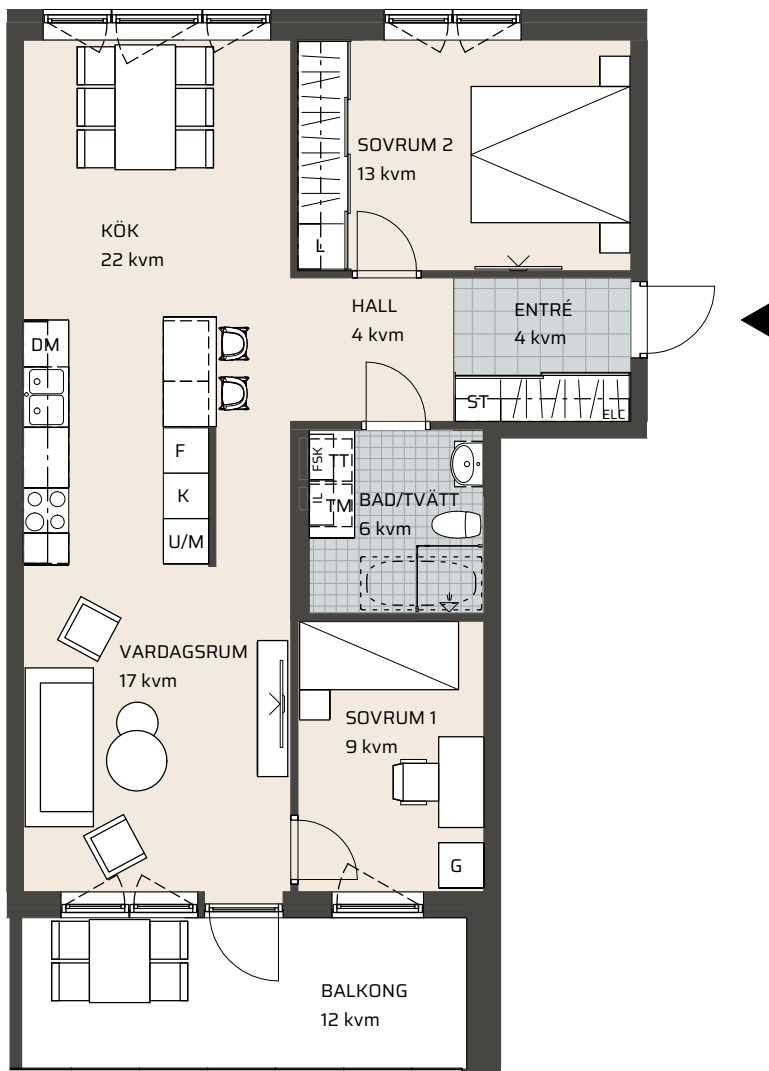 SOVRUM 2
13 kvm
KÖK
22 kvm
L
HALL
4 kvm
ENTRÉ
4 kvm
DM
ST
ELC
F
K
U/M
FSK
TT
IL
TM
BAD/TVÄTT
6 kvm
VARDAGSRUM
17 kvm
SOVRUM 1
9 kvm
G
BALKONG
12 kvm